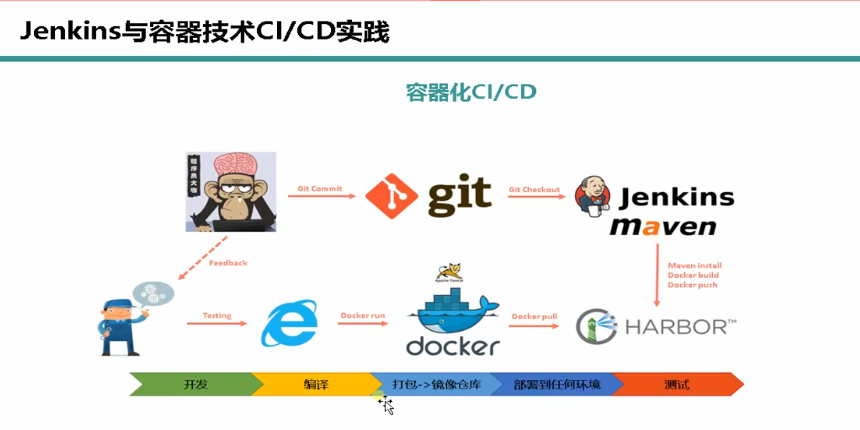 Jenkins与容器技术CI/CD实践
容器化CI/CD
程序员大咖
Git Commit
git
Git Checkout
Jenkins
maven
Feedback
Maven install
Docker build
Docker push
Apache Tomcat
Testing
Docker run
docker
Docker pull
HARBOR™
开发
编译
打包->镜像仓库
部署到任何环境
测试